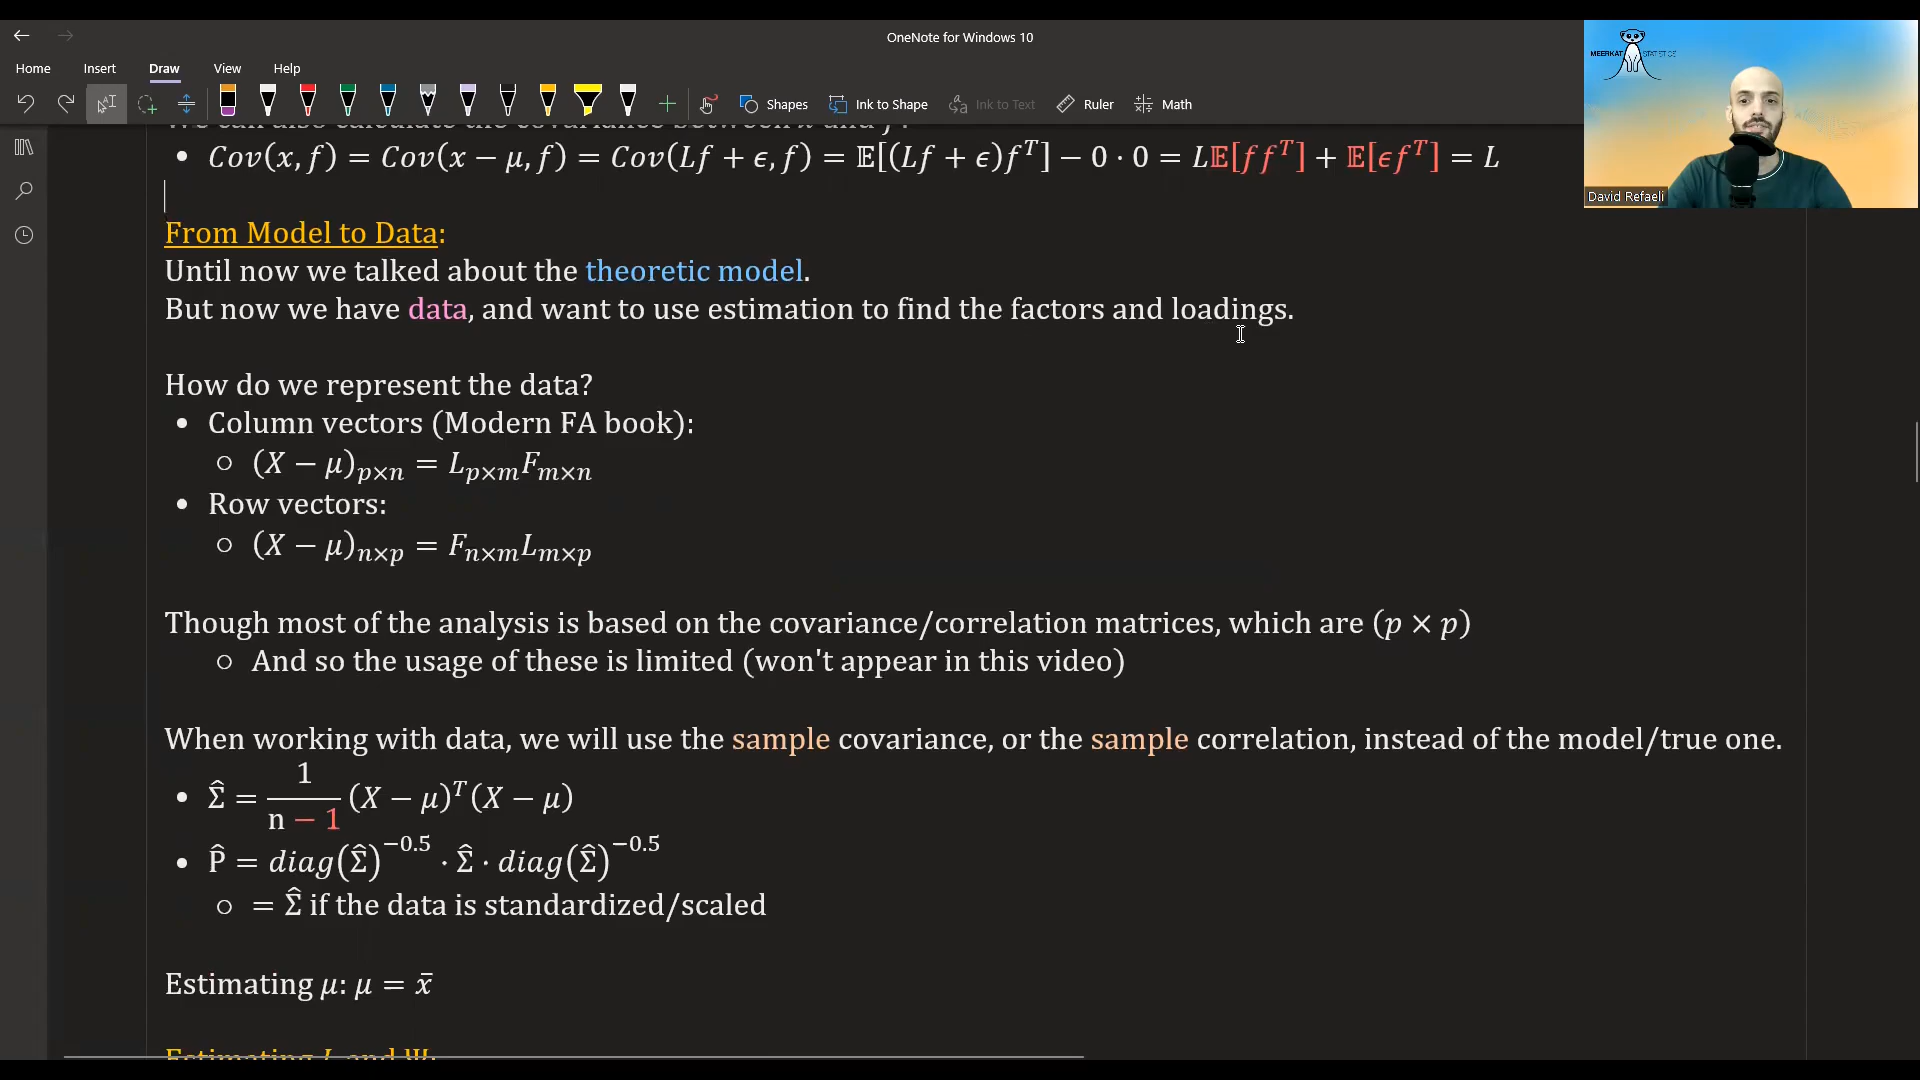 OneNote for Windows 10
MEERKAT STATISTICS
Home Insert Draw View Help
Shapes Ink to Shape Ink to Text Ruler Math
David Refaeli
• Cov(x, f) = Cov(x − μ, f) = Cov(Lf + ϵ, f) = 𝔼[(Lf + ϵ)fᵀ] − 0 · 0 = L𝔼[ffᵀ] + 𝔼[ϵfᵀ] = L
From Model to Data:
Until now we talked about the theoretic model.
But now we have data, and want to use estimation to find the factors and loadings.
How do we represent the data?
• Column vectors (Modern FA book):
○ (X − μ)_{p×n} = L_{p×m}F_{m×n}
• Row vectors:
○ (X − μ)_{n×p} = F_{n×m}L_{m×p}
Though most of the analysis is based on the covariance/correlation matrices, which are (p × p)
○ And so the usage of these is limited (won't appear in this video)
When working with data, we will use the sample covariance, or the sample correlation, instead of the model/true one.
• Σ̂ = 1/(n − 1) (X − μ)ᵀ(X − μ)
• P̂ = diag(Σ̂)^{−0.5} · Σ̂ · diag(Σ̂)^{−0.5}
○ = Σ̂ if the data is standardized/scaled
Estimating μ: μ = x̄
Estimating L and Ψ: